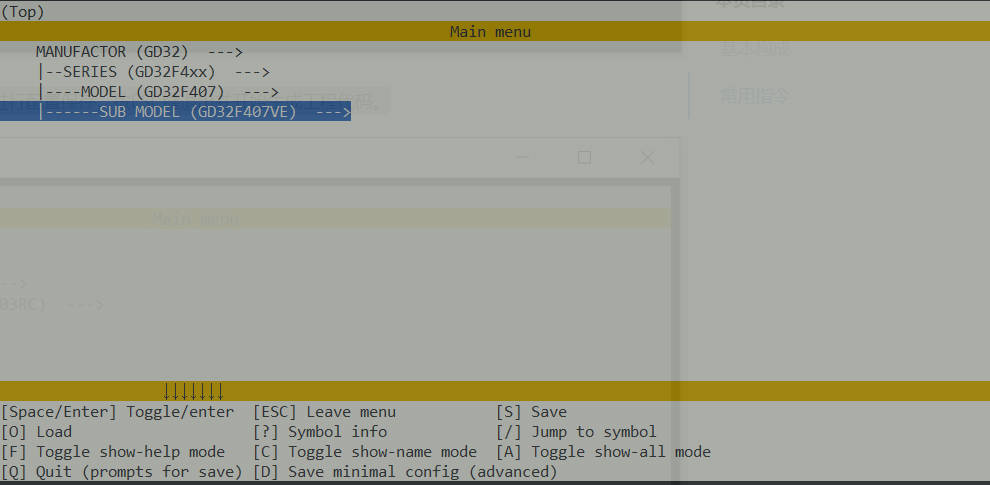 (Top)
本页目录
Main menu
MANUFACTOR (GD32)  --->
基本构成
|--SERIES (GD32F4xx)  --->
|----MODEL (GD32F407)  --->
常用指令
|------SUB MODEL (GD32F407VE)  --->
Main menu
-->
03RC)  --->
↓↓↓↓↓↓↓
[Space/Enter] Toggle/enter  [ESC] Leave menu           [S] Save
[O] Load                    [?] Symbol info            [/] Jump to symbol
[F] Toggle show-help mode   [C] Toggle show-name mode  [A] Toggle show-all mode
[Q] Quit (prompts for save) [D] Save minimal config (advanced)